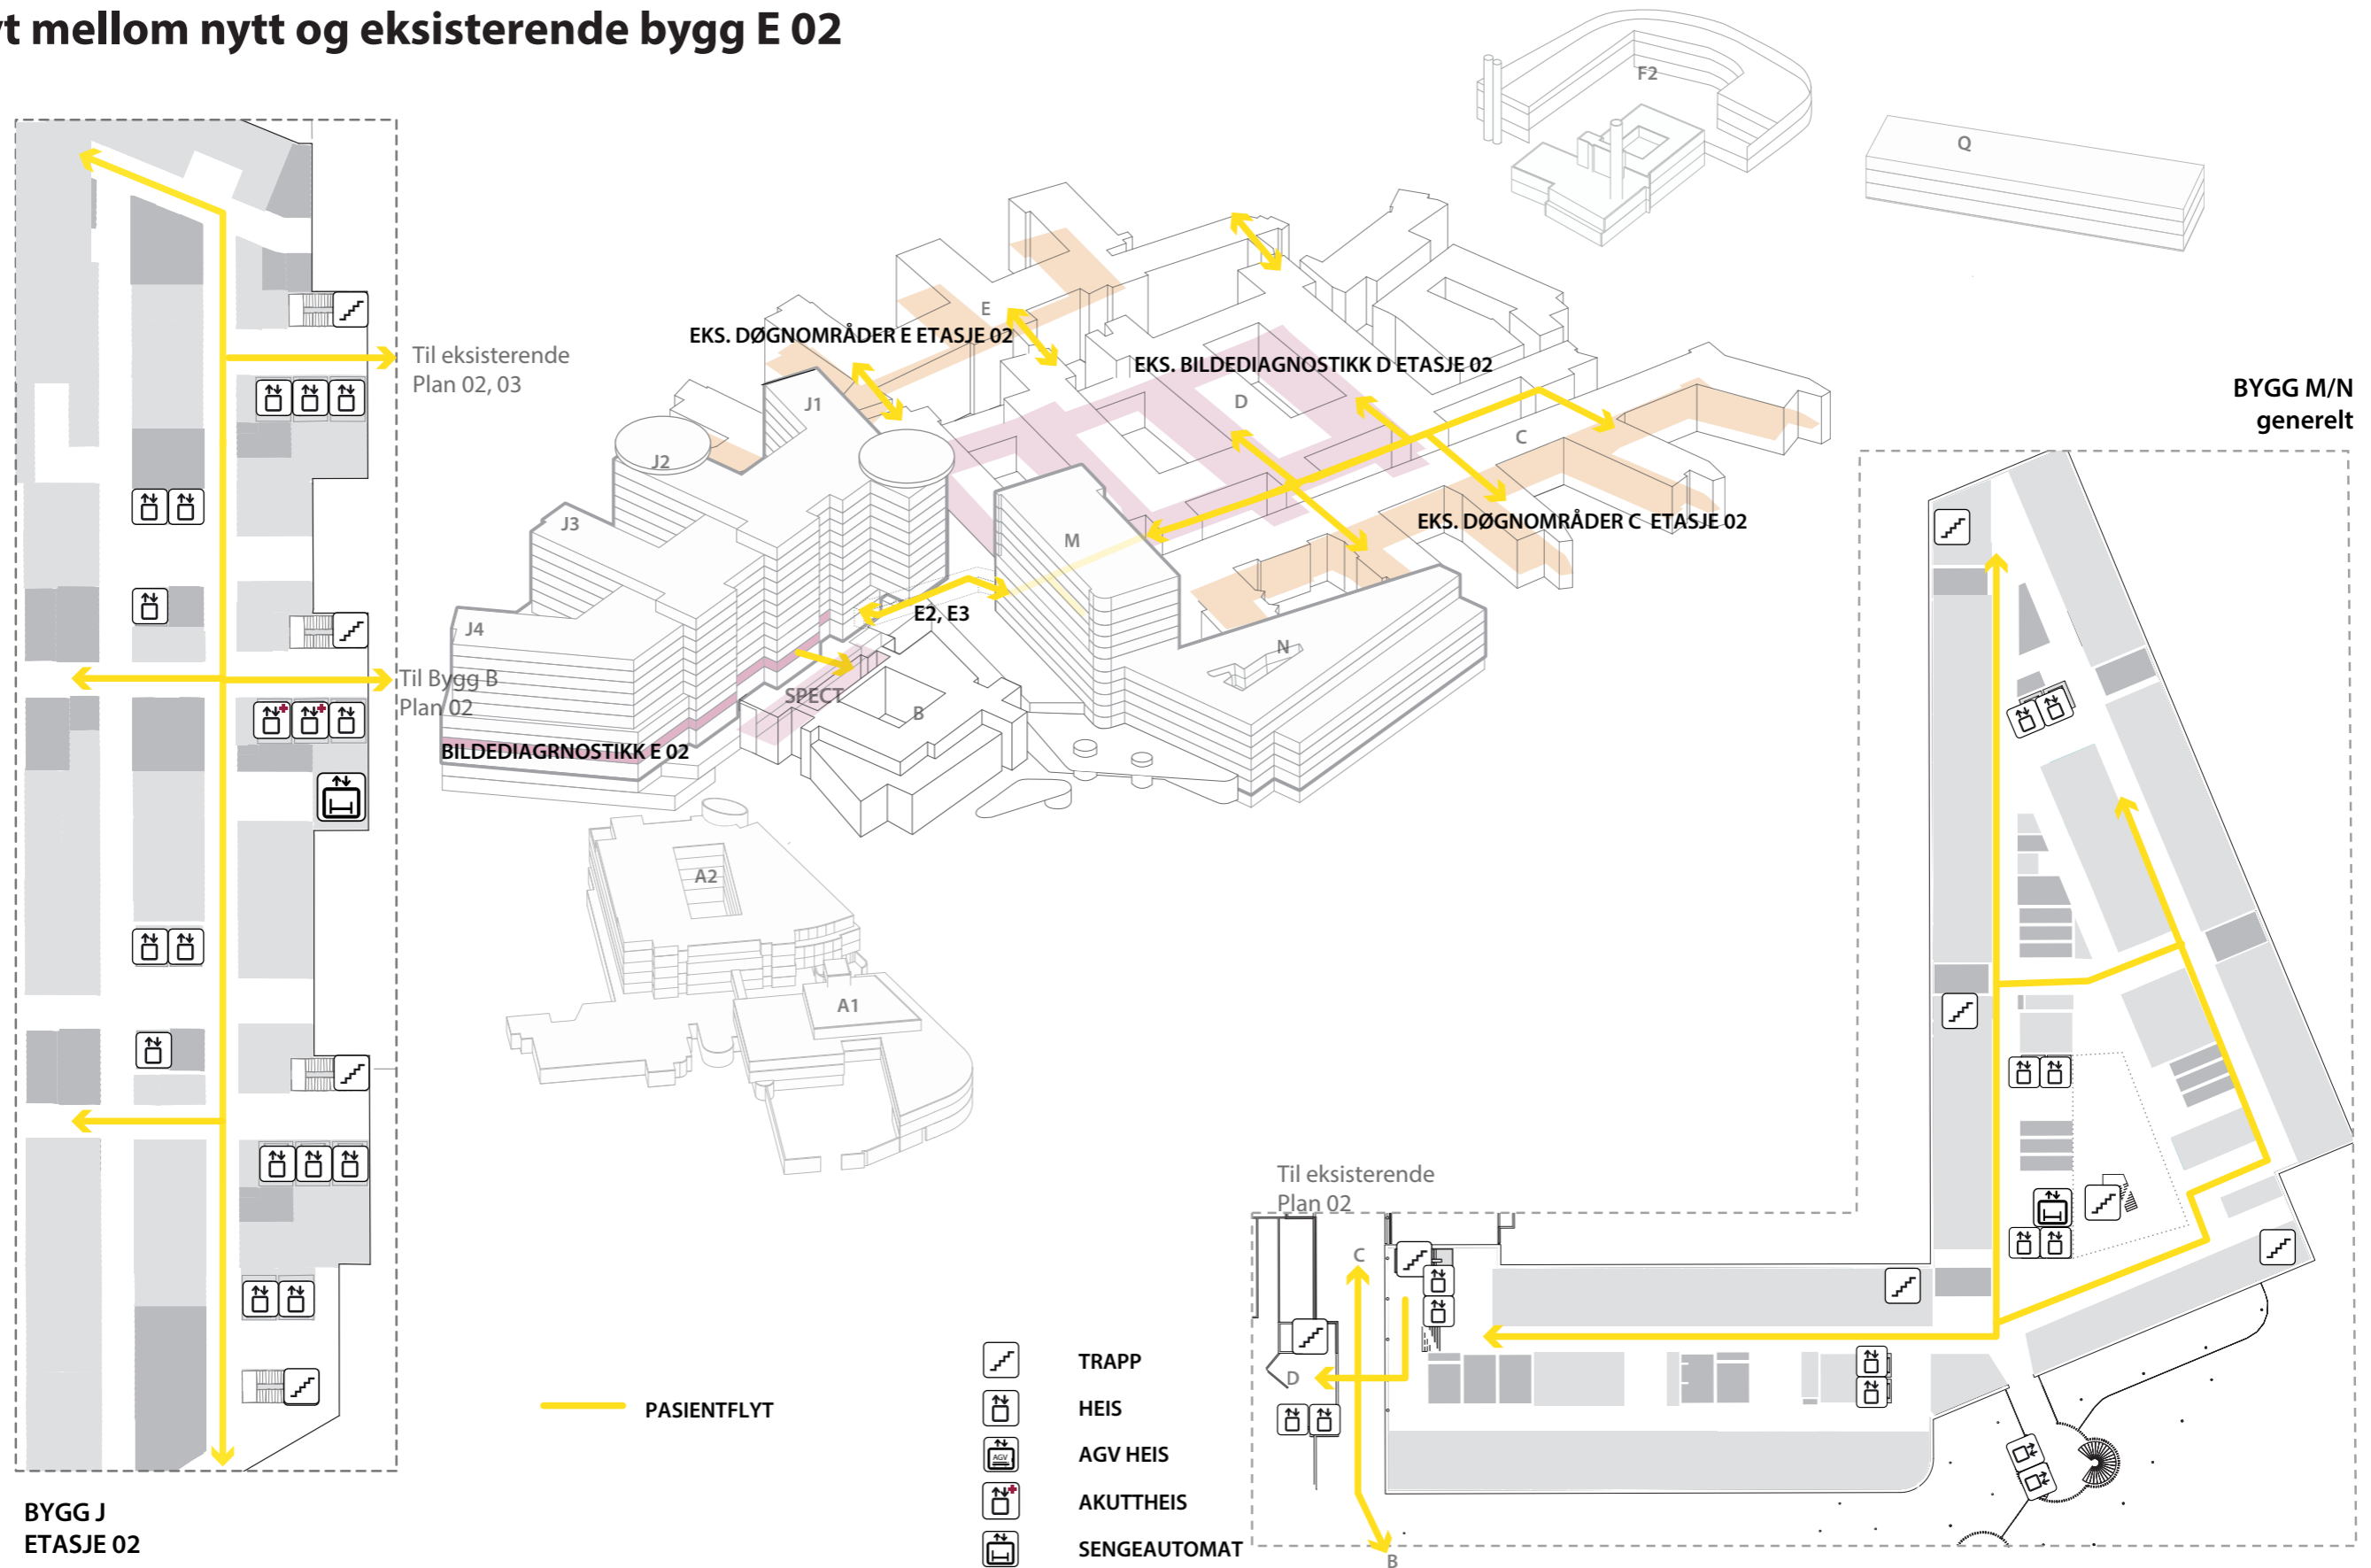 t mellom nytt og eksisterende bygg E 02
F2
Q
E
EKS. DØGNOMRÅDER E ETASJE 02
EKS. BILDEDIAGNOSTIKK D ETASJE 02
Til eksisterende
Plan 02, 03
J1
D
BYGG M/N
generelt
C
J2
J3
M
EKS. DØGNOMRÅDER C ETASJE 02
E2, E3
J4
N
Til Bygg B
Plan 02
SPECT
B
BILDEDIAGRNOSTIKK E 02
A2
A1
Til eksisterende
Plan 02
C
D
B
PASIENTFLYT
TRAPP
HEIS
AGV
AGV HEIS
AKUTTHEIS
SENGEAUTOMAT
BYGG J
ETASJE 02